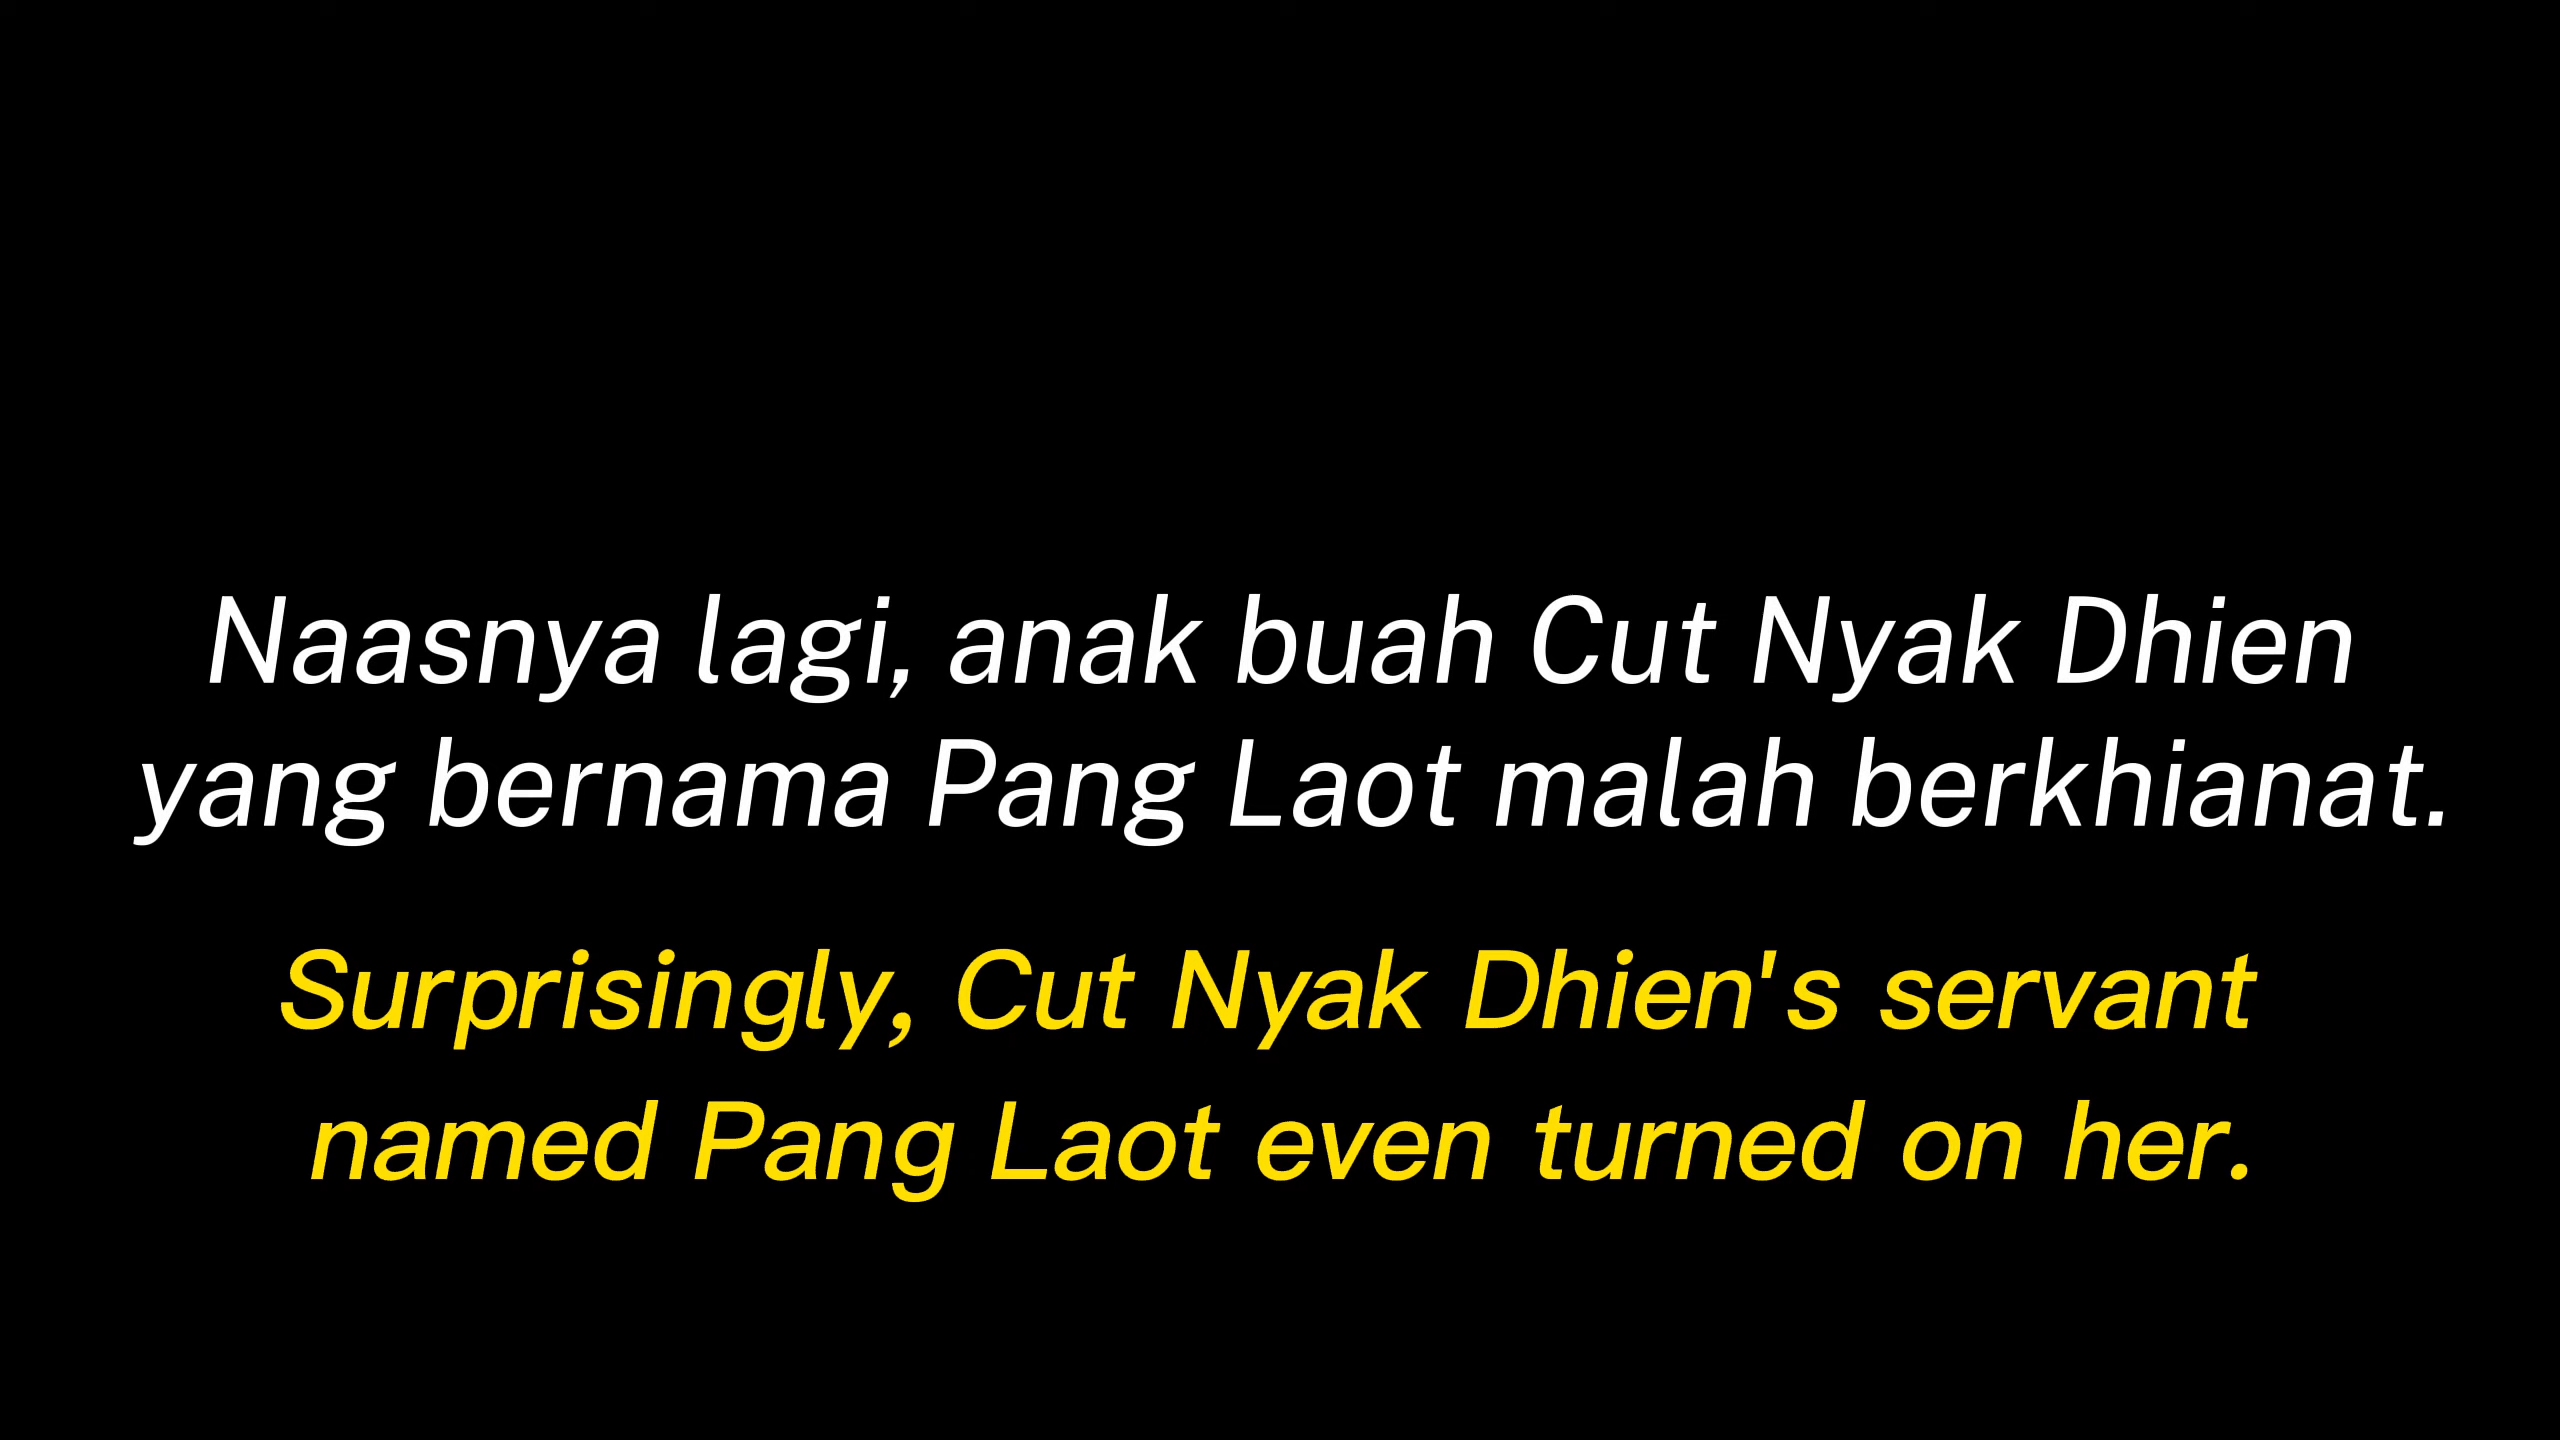 Naasnya lagi, anak buah Cut Nyak Dhien
yang bernama Pang Laot malah berkhianat.
Surprisingly, Cut Nyak Dhien's servant
named Pang Laot even turned on her.